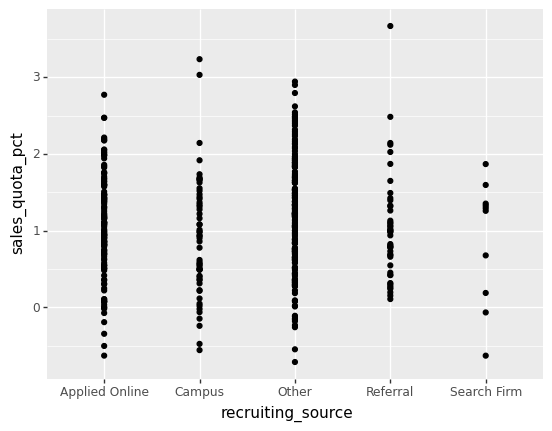 3
2
1
0
sales_quota_pct
Applied Online Campus Other Referral Search Firm
recruiting_source